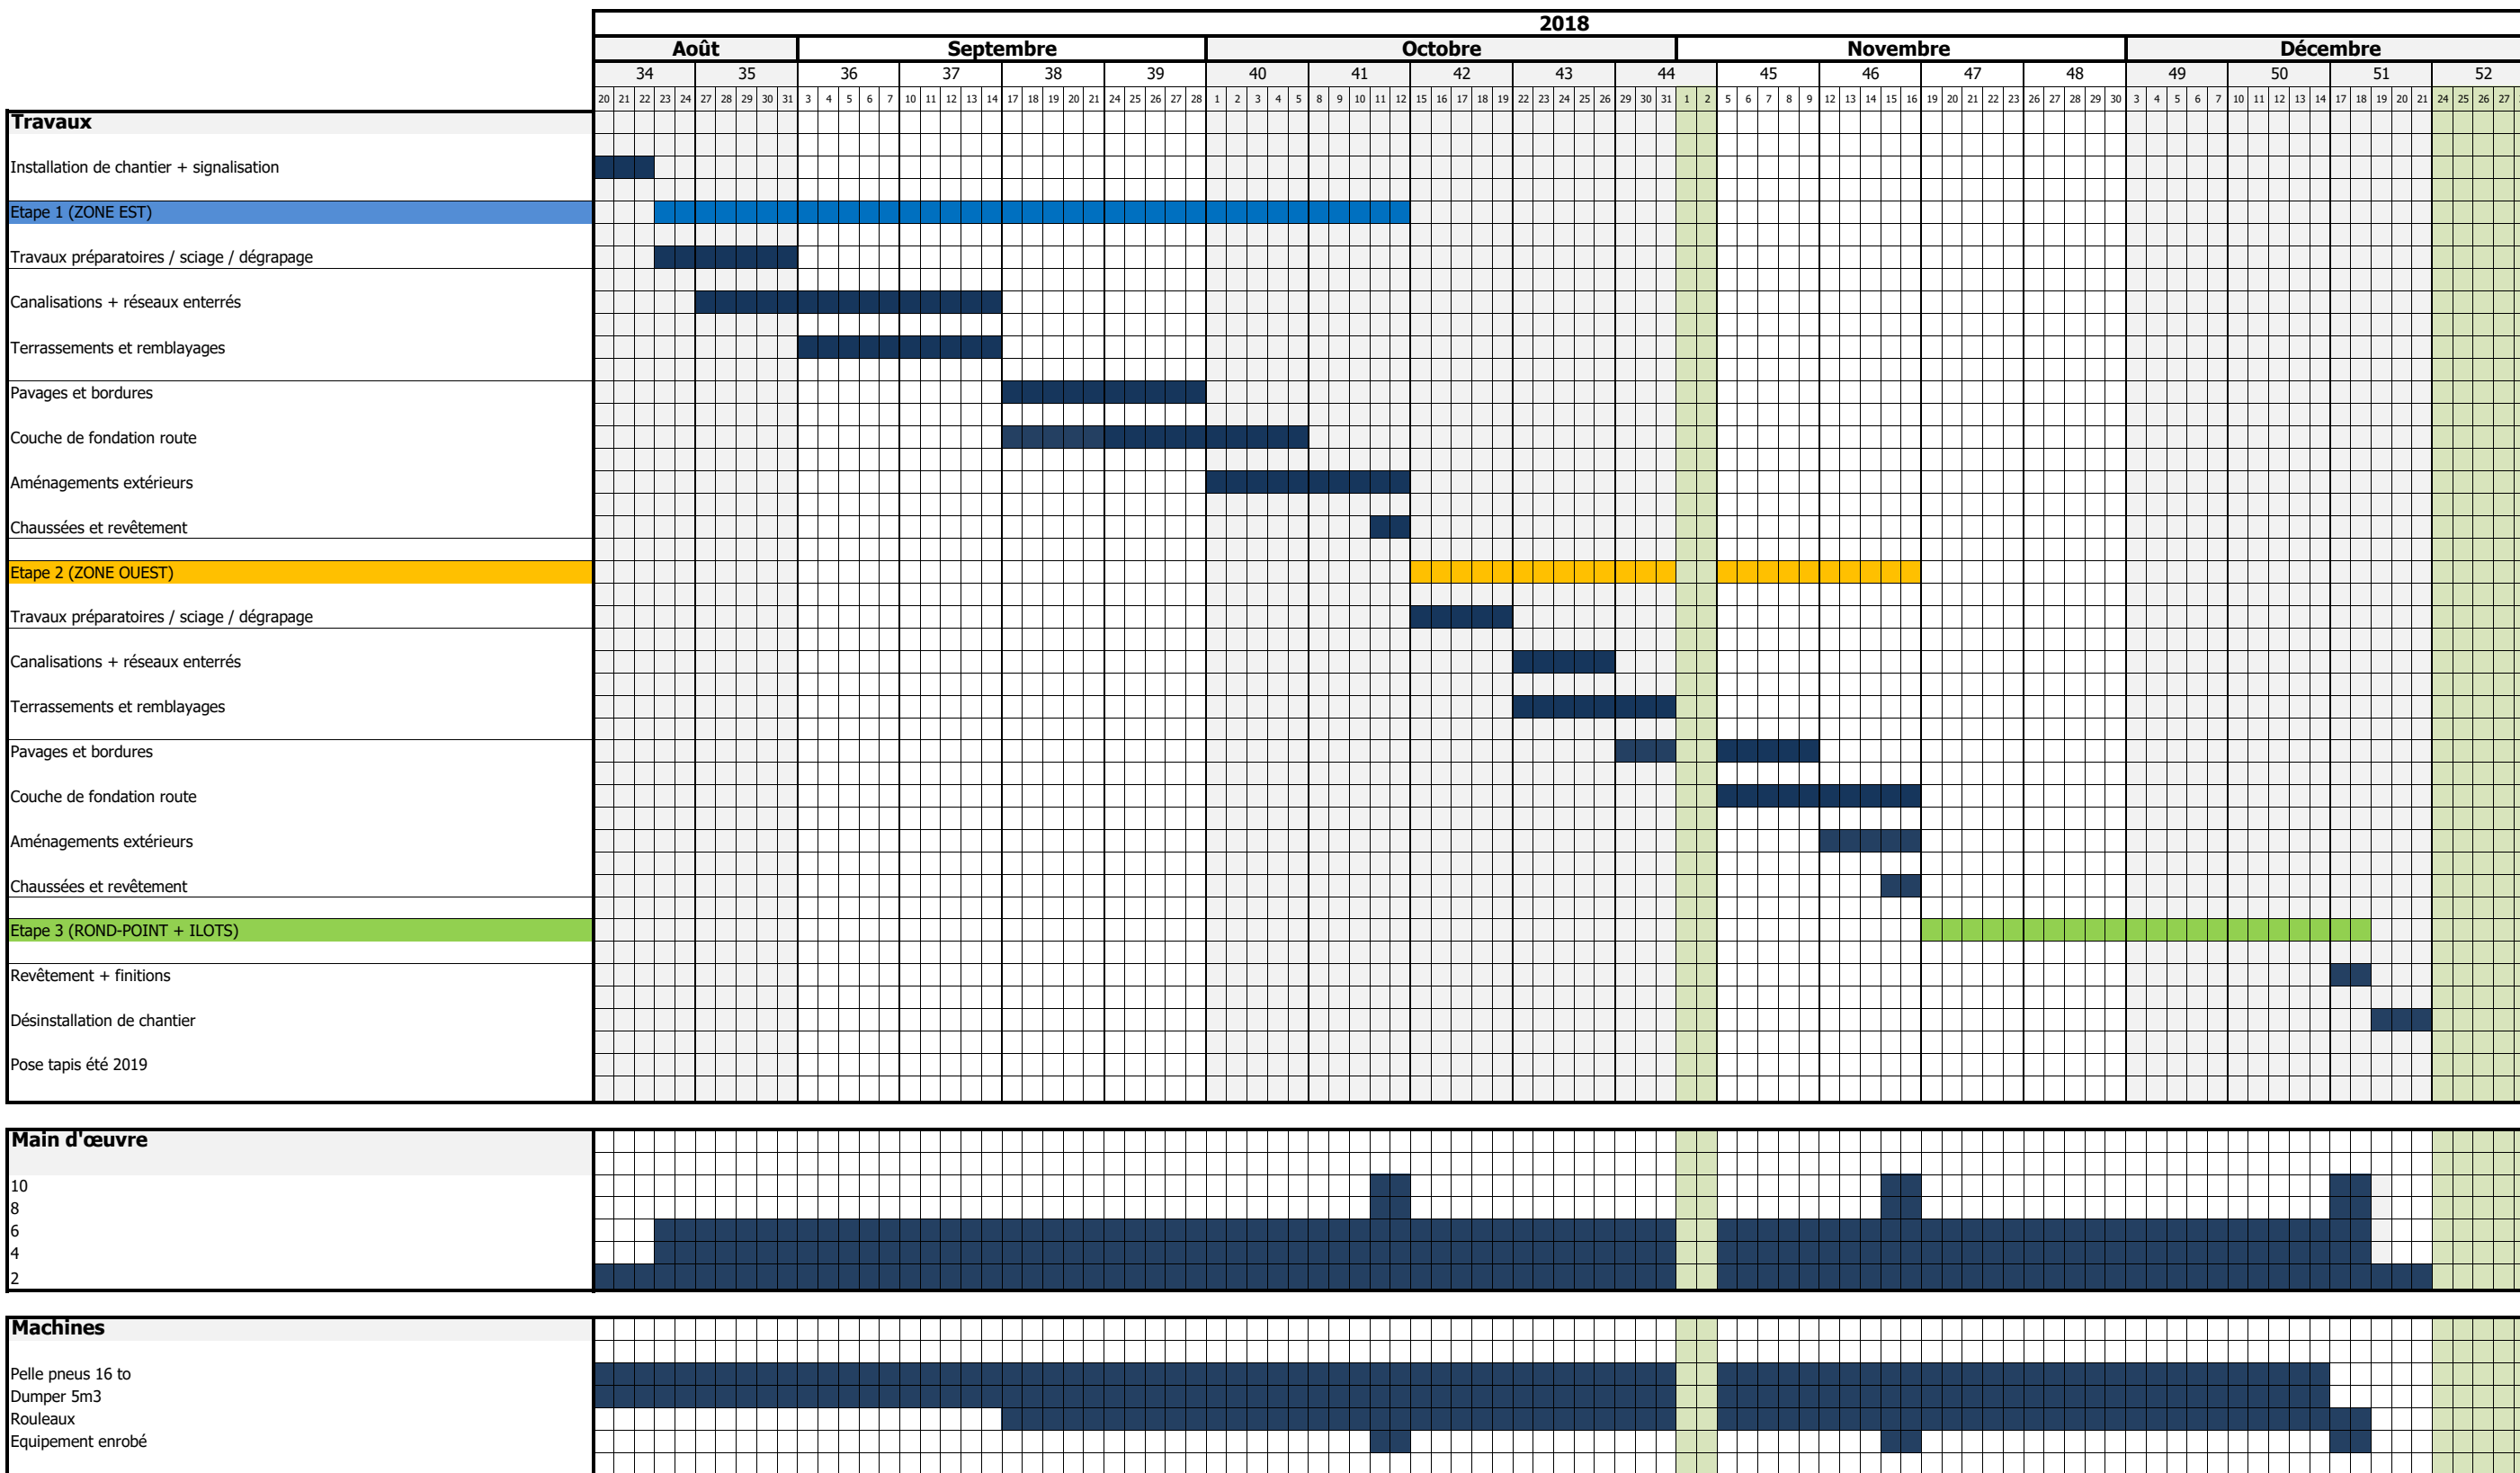 2018
Août Septembre Octobre Novembre Décembre
34 35 36 37 38 39 40 41 42 43 44 45 46 47 48 49 50 51 52
20 21 22 23 24 27 28 29 30 31 3 4 5 6 7 10 11 12 13 14 17 18 19 20 21 24 25 26 27 28 1 2 3 4 5 8 9 10 11 12 15 16 17 18 19 22 23 24 25 26 29 30 31 1 2 5 6 7 8 9 12 13 14 15 16 19 20 21 22 23 26 27 28 29 30 3 4 5 6 7 10 11 12 13 14 17 18 19 20 21 24 25 26 27
Travaux
Installation de chantier + signalisation
Etape 1 (ZONE EST)
Travaux préparatoires / sciage / dégrapage
Canalisations + réseaux enterrés
Terrassements et remblayages
Pavages et bordures
Couche de fondation route
Aménagements extérieurs
Chaussées et revêtement
Etape 2 (ZONE OUEST)
Travaux préparatoires / sciage / dégrapage
Canalisations + réseaux enterrés
Terrassements et remblayages
Pavages et bordures
Couche de fondation route
Aménagements extérieurs
Chaussées et revêtement
Etape 3 (ROND-POINT + ILOTS)
Revêtement + finitions
Désinstallation de chantier
Pose tapis été 2019
Main d'œuvre
10
8
6
4
2
Machines
Pelle pneus 16 to
Dumper 5m3
Rouleaux
Equipement enrobé